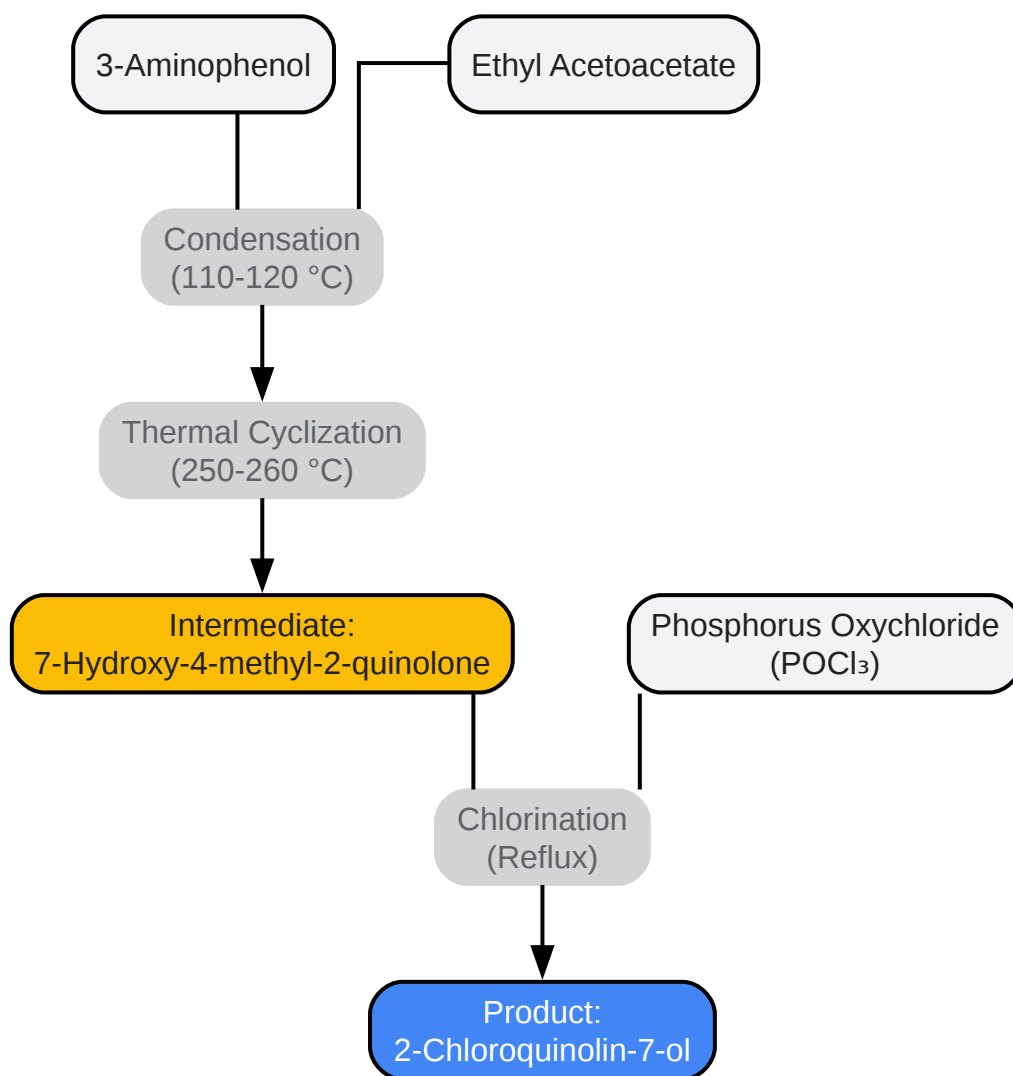 3-Aminophenol
Ethyl Acetoacetate
Condensation
(110-120 °C)
Thermal Cyclization
(250-260 °C)
Intermediate:
7-Hydroxy-4-methyl-2-quinolone
Phosphorus Oxychloride
(POCl₃)
Chlorination
(Reflux)
Product:
2-Chloroquinolin-7-ol